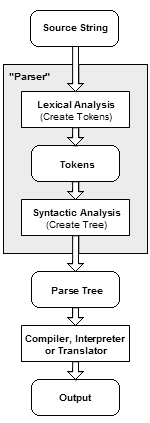 Source String
"Parser"
Lexical Analysis
(Create Tokens)
Tokens
Syntactic Analysis
(Create Tree)
Parse Tree
Compiler, Interpreter
or Translator
Output